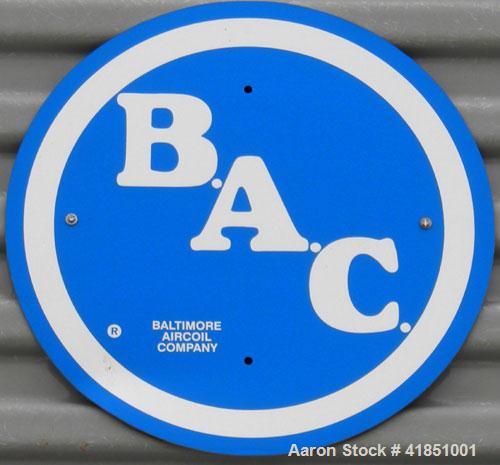 B.A.C.
® BALTIMORE
AIRCOIL
COMPANY
Aaron Stock # 41851001